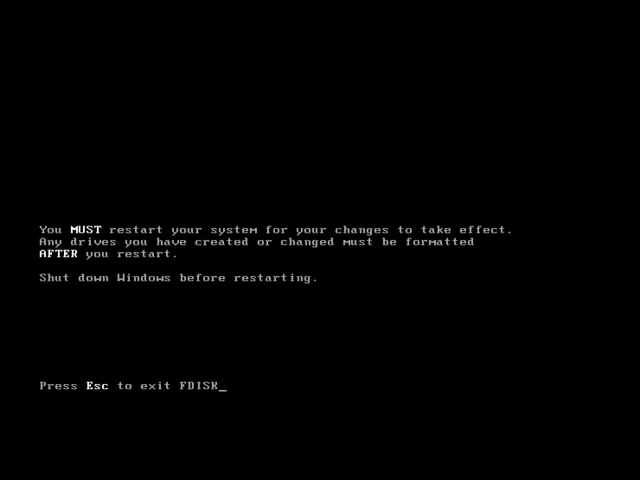 You MUST restart your system for your changes to take effect.
Any drives you have created or changed must be formatted
AFTER you restart.
Shut down Windows before restarting.
Press Esc to exit FDISK_